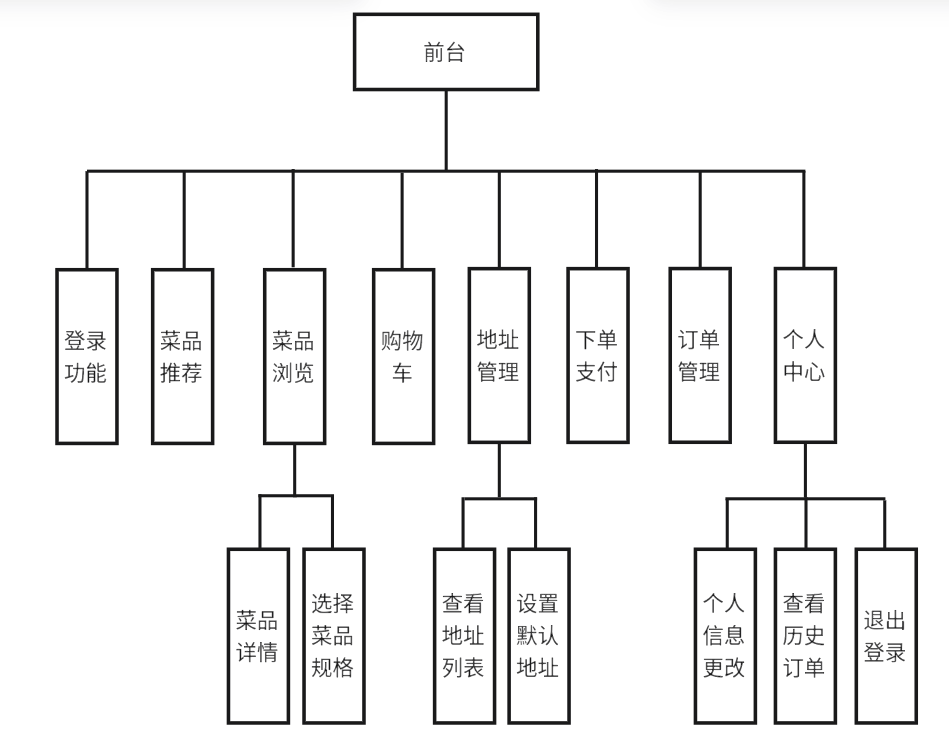 前台
登录
功能
菜品
推荐
菜品
浏览
购物
车
地址
管理
下单
支付
订单
管理
个人
中心
菜品
详情
选择
菜品
规格
查看
地址
列表
设置
默认
地址
个人
信息
更改
查看
历史
订单
退出
登录